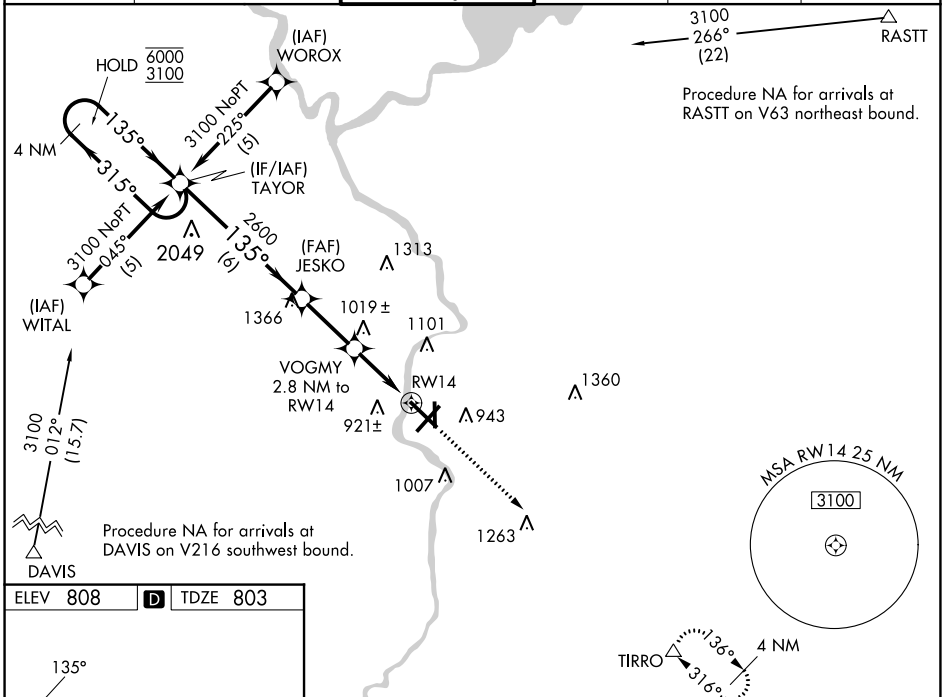 (IAF)
WOROX
3100
266°
(22)
RASTT
HOLD 6000
3100
Procedure NA for arrivals at
RASTT on V63 northeast bound.
3100 NoPT
225°
(5)
135°
4 NM
315°
(IF/IAF)
TAYOR
3100 NoPT
045°
(5)
2049
2600
135°
(6)
(FAF)
JESKO
1313
(IAF)
WITAL
1366
1019 ±
1101
VOGMY
2.8 NM to
RW14
RW14
1360
921±
943
3100
012°
(15.7)
1007
MSA RW14 25 NM
3100
1263
Procedure NA for arrivals at
DAVIS on V216 southwest bound.
DAVIS
ELEV 808
D
TDZE 803
135°
TIRRO
136°
316°
4 NM